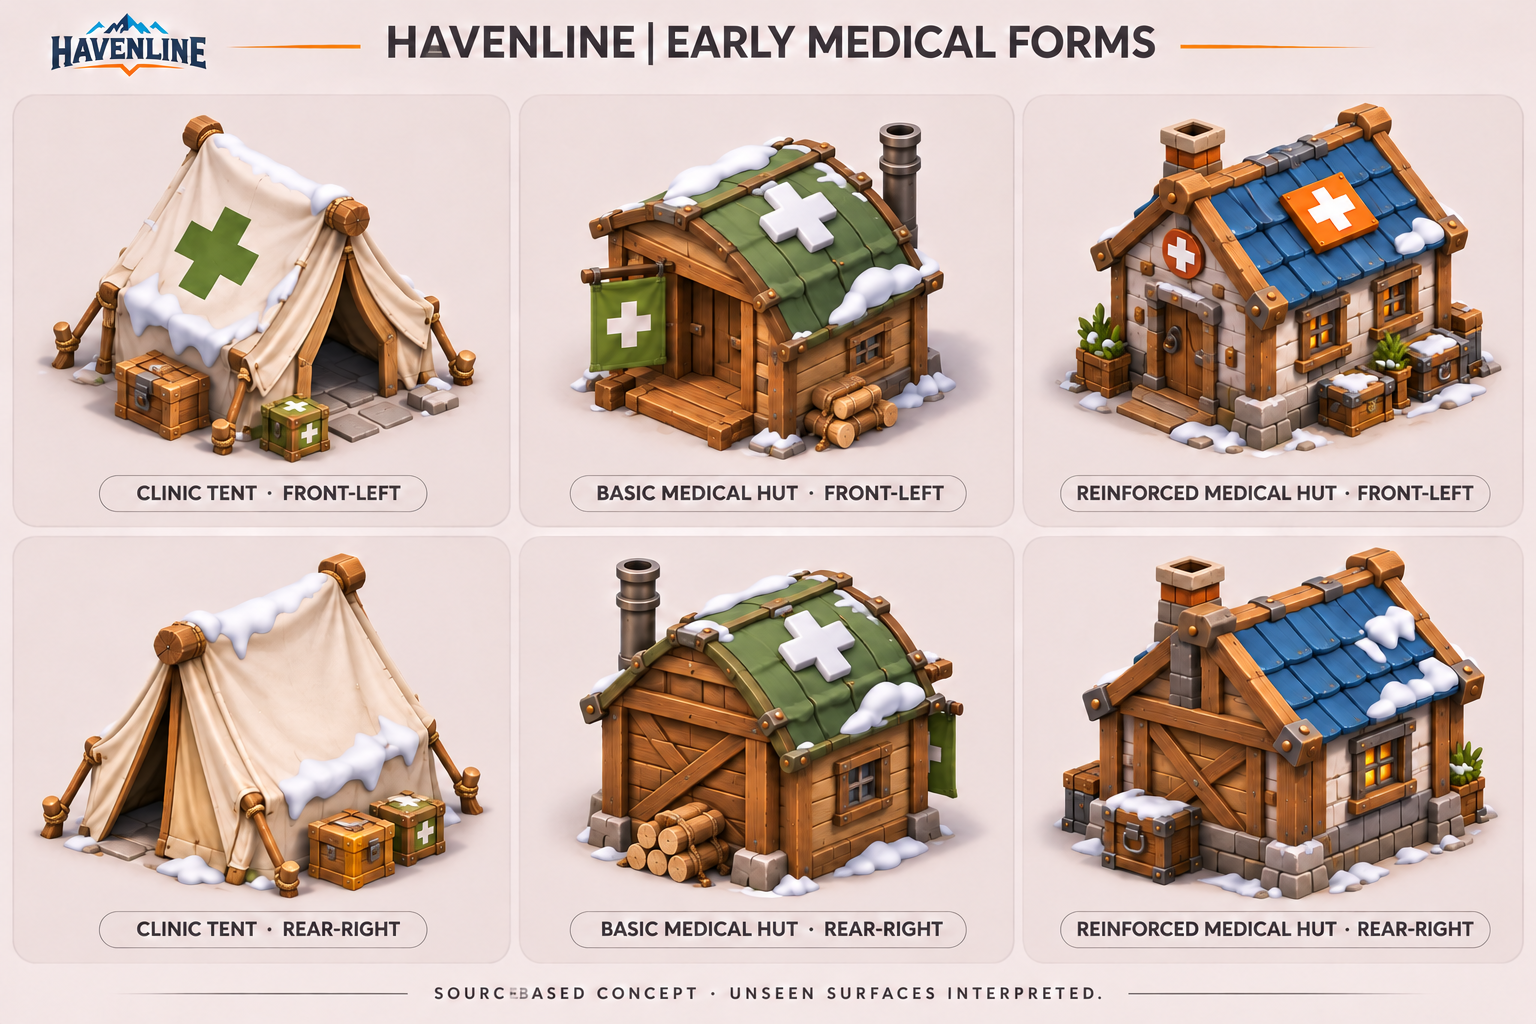 HAVENLINE
HAVENLINE | EARLY MEDICAL FORMS
CLINIC TENT · FRONT-LEFT
BASIC MEDICAL HUT · FRONT-LEFT
REINFORCED MEDICAL HUT · FRONT-LEFT
CLINIC TENT · REAR-RIGHT
BASIC MEDICAL HUT · REAR-RIGHT
REINFORCED MEDICAL HUT · REAR-RIGHT
CONCEPT · UNSEEN SURFACES INTERPRETED.